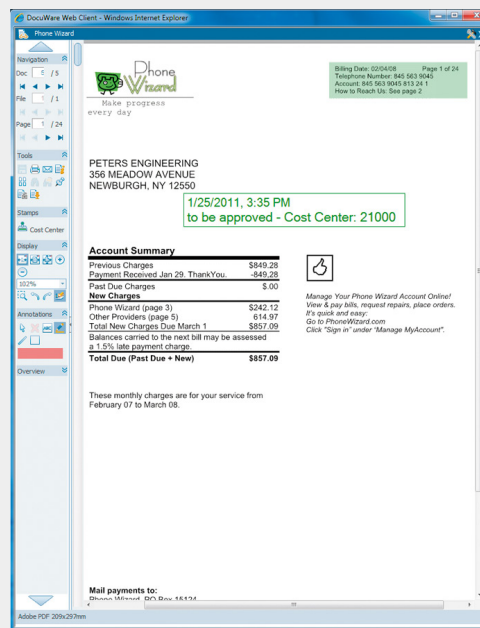 DocuWare Web Client - Windows Internet Explorer
Phone Wizard
Navigation
Doc 5 / 5
File 1 / 1
Page 1 / 24
Tools
Stamps
Cost Center
Display
102%
Annotations
ABC
Overview
Phone
Wizard
Make progress
every day
Billing Date: 02/04/08 Page 1 of 24
Telephone Number: 845 563 9045
Account: 845 563 9045 813 24 1
How to Reach Us: See page 2
PETERS ENGINEERING
356 MEADOW AVENUE
NEWBURGH, NY 12550
1/25/2011, 3:35 PM
to be approved - Cost Center: 21000
Account Summary
Previous Charges $849.28
Payment Received Jan 29. ThankYou. -849,28
Past Due Charges $.00
New Charges
Phone Wizard (page 3) $242.12
Other Providers (page 5) 614.97
Total New Charges Due March 1 $857.09
Balances carried to the next bill may be assessed
a 1.5% late payment charge.
Total Due (Past Due + New) $857.09
Manage Your Phone Wizard Account Online!
View & pay bills, request repairs, place orders.
It's quick and easy:
Go to PhoneWizard.com
Click "Sign in" under "Manage MyAccount".
These monthly charges are for your service from
February 07 to March 08.
Mail payments to:
Phone Wizard, PO Box 15124
Adobe PDF 209x297mm